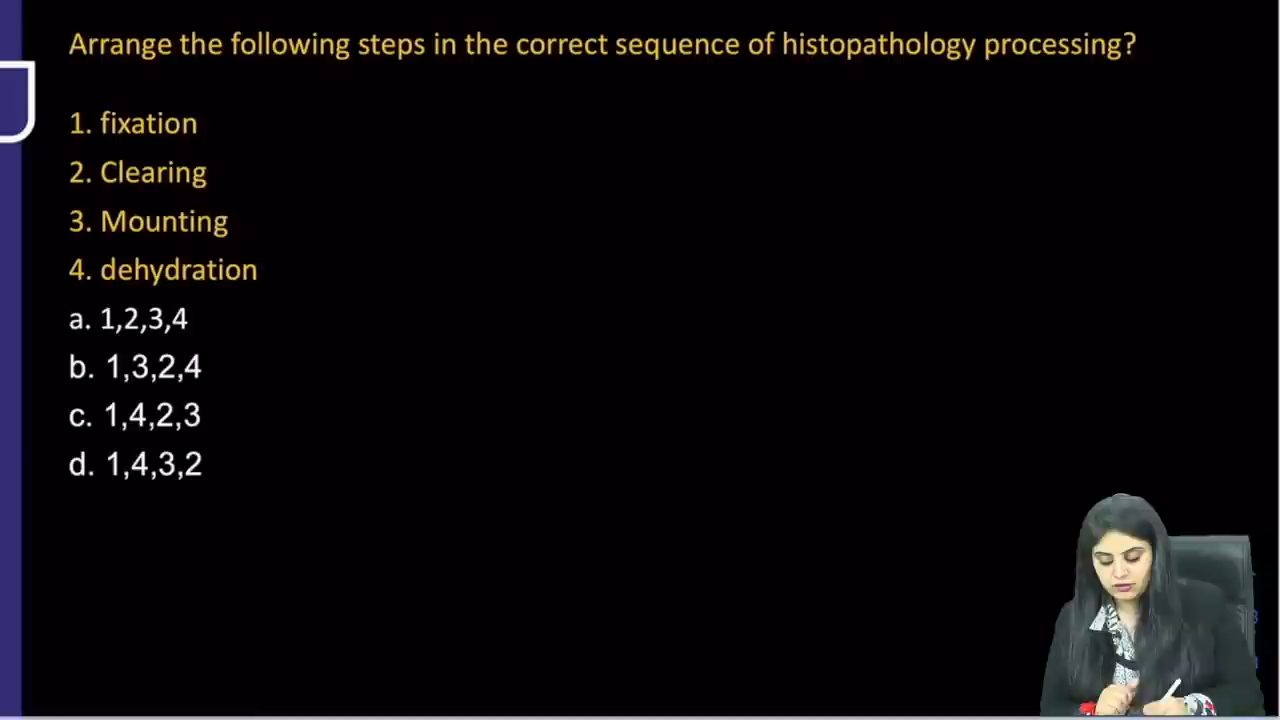 Arrange the following steps in the correct sequence of histopathology processing?
1. fixation
2. Clearing
3. Mounting
4. dehydration
a. 1,2,3,4
b. 1,3,2,4
c. 1,4,2,3
d. 1,4,3,2